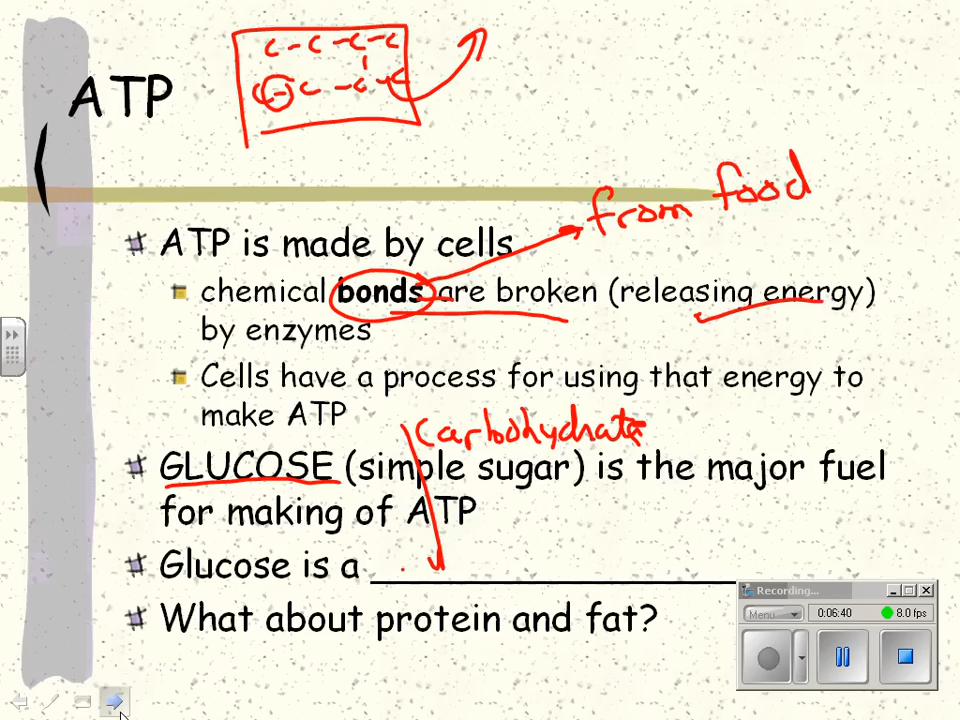 C - C - C - C
ATP
C - C - C - C
from food
ATP is made by cells
chemical bonds are broken (releasing energy)
by enzymes
Cells have a process for using that energy to
make ATP
Carbohydrate
GLUCOSE (simple sugar) is the major fuel
for making of ATP
Glucose is a ____________________
What about protein and fat?
Recording...
Menu 0:06:40 8.0 fps